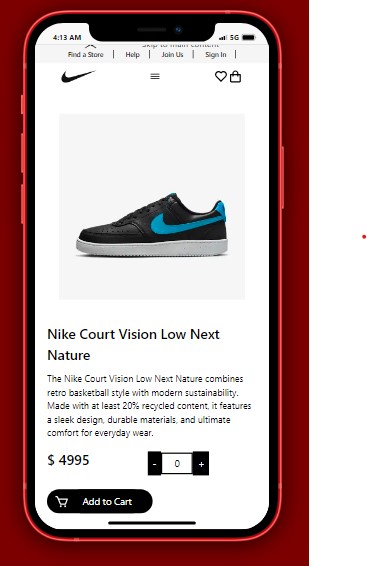 4:13 AM 5G
Skip to main content
Find a Store | Help | Join Us | Sign In |
Nike Court Vision Low Next
Nature
The Nike Court Vision Low Next Nature combines
retro basketball style with modern sustainability.
Made with at least 20% recycled content, it features
a sleek design, durable materials, and ultimate
comfort for everyday wear.
$ 4995 - 0 +
Add to Cart